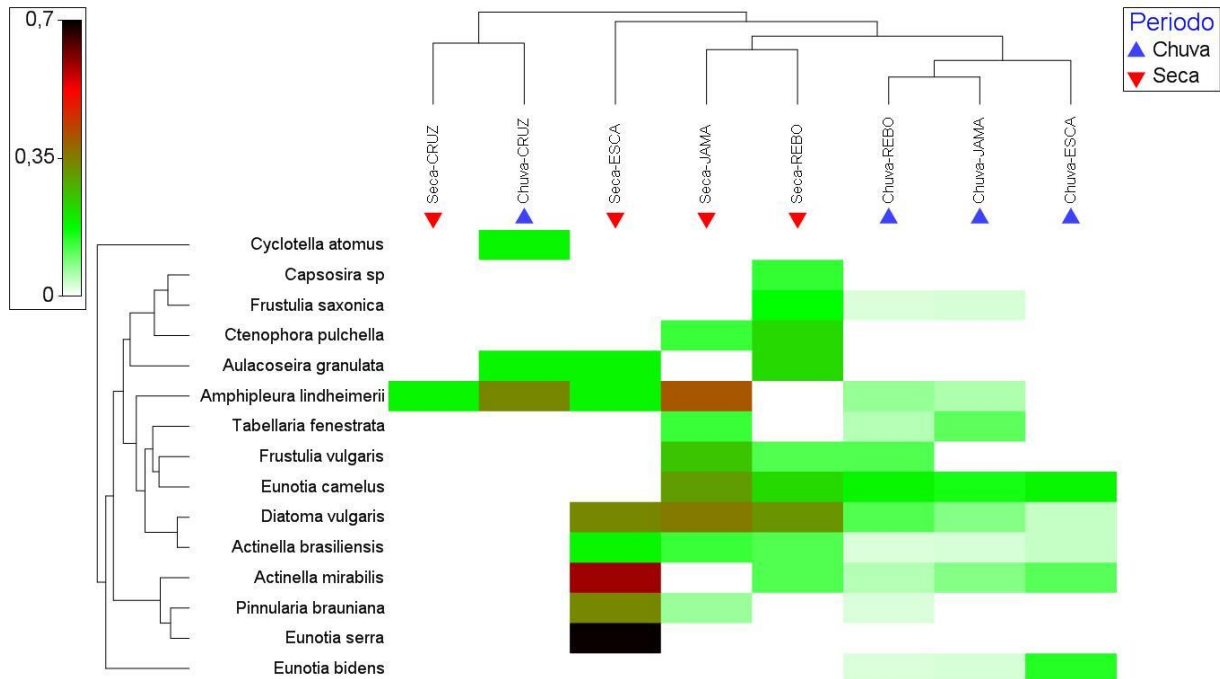 0,7
0,35
0
Periodo
Chuva
Seca
Seca-CRUZ
Chuva-CRUZ
Seca-ESCA
Seca-JAMA
Seca-REBO
Chuva-REBO
Chuva-JAMA
Chuva-ESCA
Cyclotella atomus
Capsosira sp
Frustulia saxonica
Ctenophora pulchella
Aulacoseira granulata
Amphipleura lindheimerii
Tabellaria fenestrata
Frustulia vulgaris
Eunotia camelus
Diatoma vulgaris
Actinella brasiliensis
Actinella mirabilis
Pinnularia brauniana
Eunotia serra
Eunotia bidens